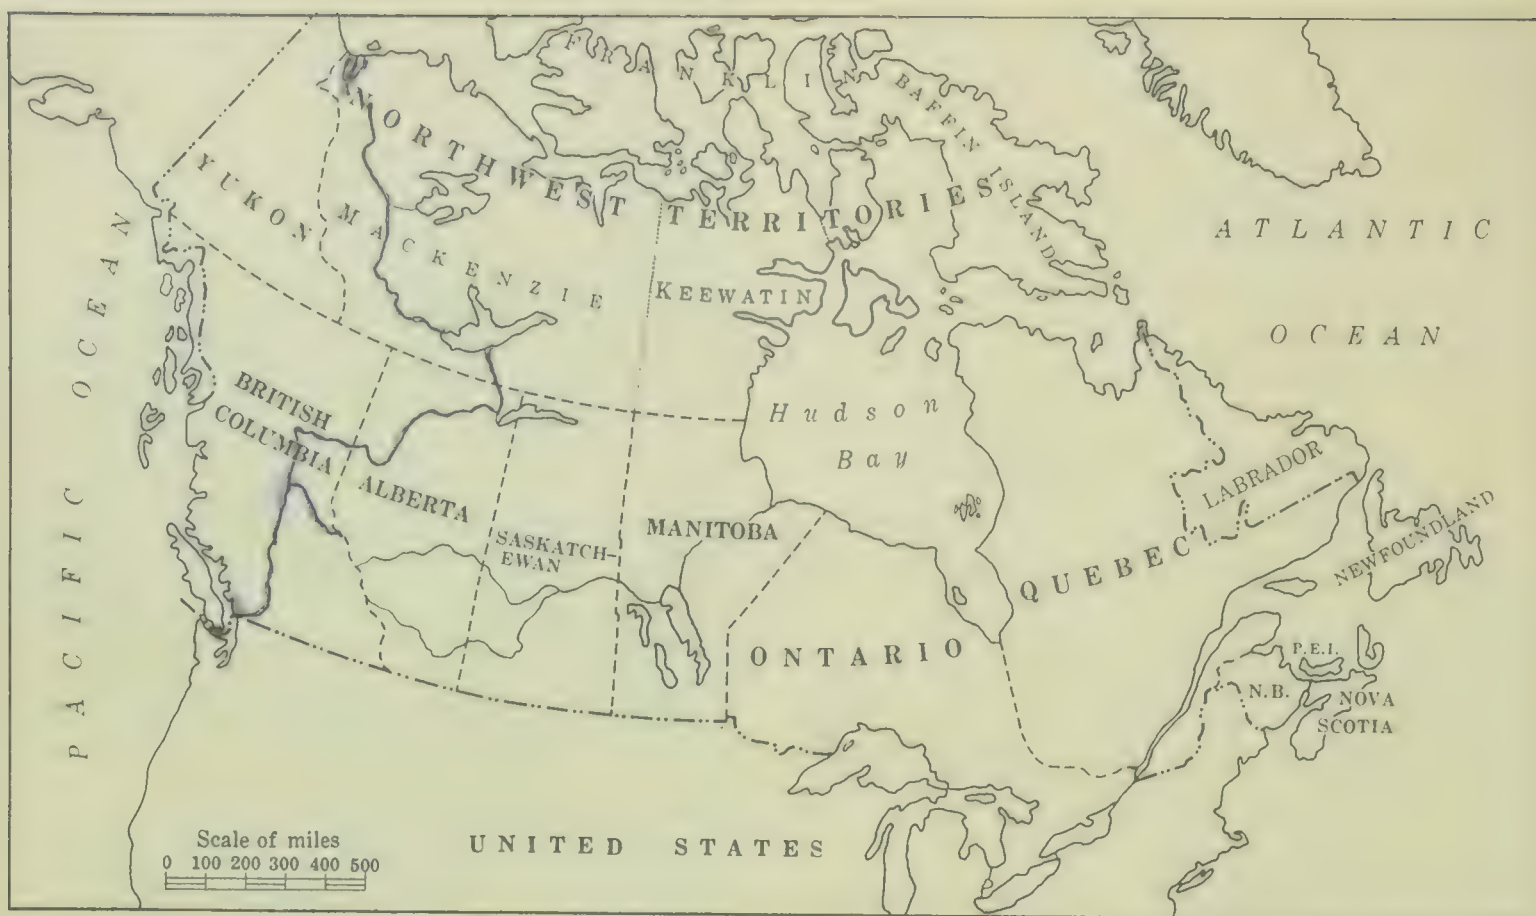 FRANKLIN
BAFFIN ISLAND
NORTHWEST TERRITORIES
YUKON
MACKENZIE
KEEWATIN
ATLANTIC
OCEAN
PACIFIC OCEAN
BRITISH
COLUMBIA
ALBERTA
SASKATCH-
EWAN
MANITOBA
Hudson
Bay
ONTARIO
QUEBEC
LABRADOR
NEWFOUNDLAND
P.E.I.
N.B.
NOVA
SCOTIA
UNITED STATES
Scale of miles
0 100 200 300 400 500